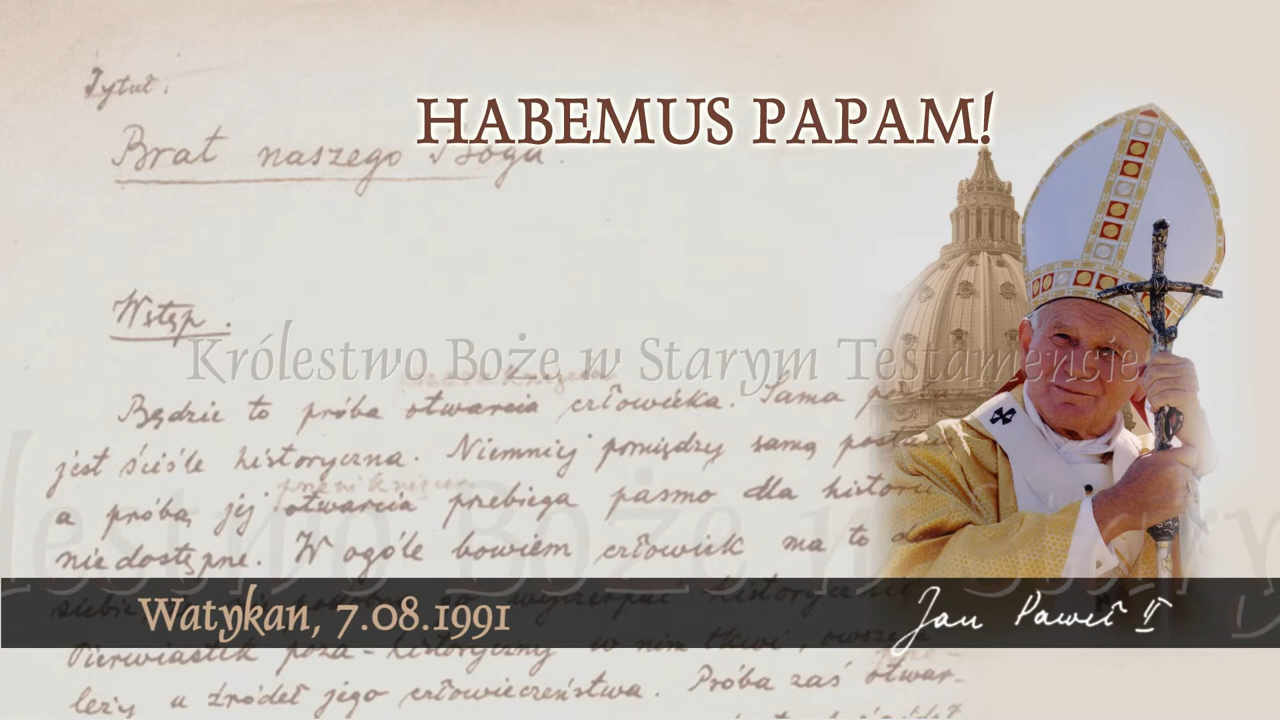 Tytuł:
HABEMUS PAPAM!
Brat naszego Boga.
Wstęp.
Królestwo Boże w Starym Testamencie
Będzie to próba otwarcia człowieka. Sama
jest ściśle historyczna. Niemniej pomiędzy samą
a próbą jej otwarcia przebiega pasmo dla
niedostępne. W ogóle bowiem człowiek ma to
Watykan, 7.08.1991
Jan Paweł II
Pierwiastek poza-historyczny w nim tkwi, owszem
leży u źródeł jego człowieczeństwa. Próba zaś otwar-